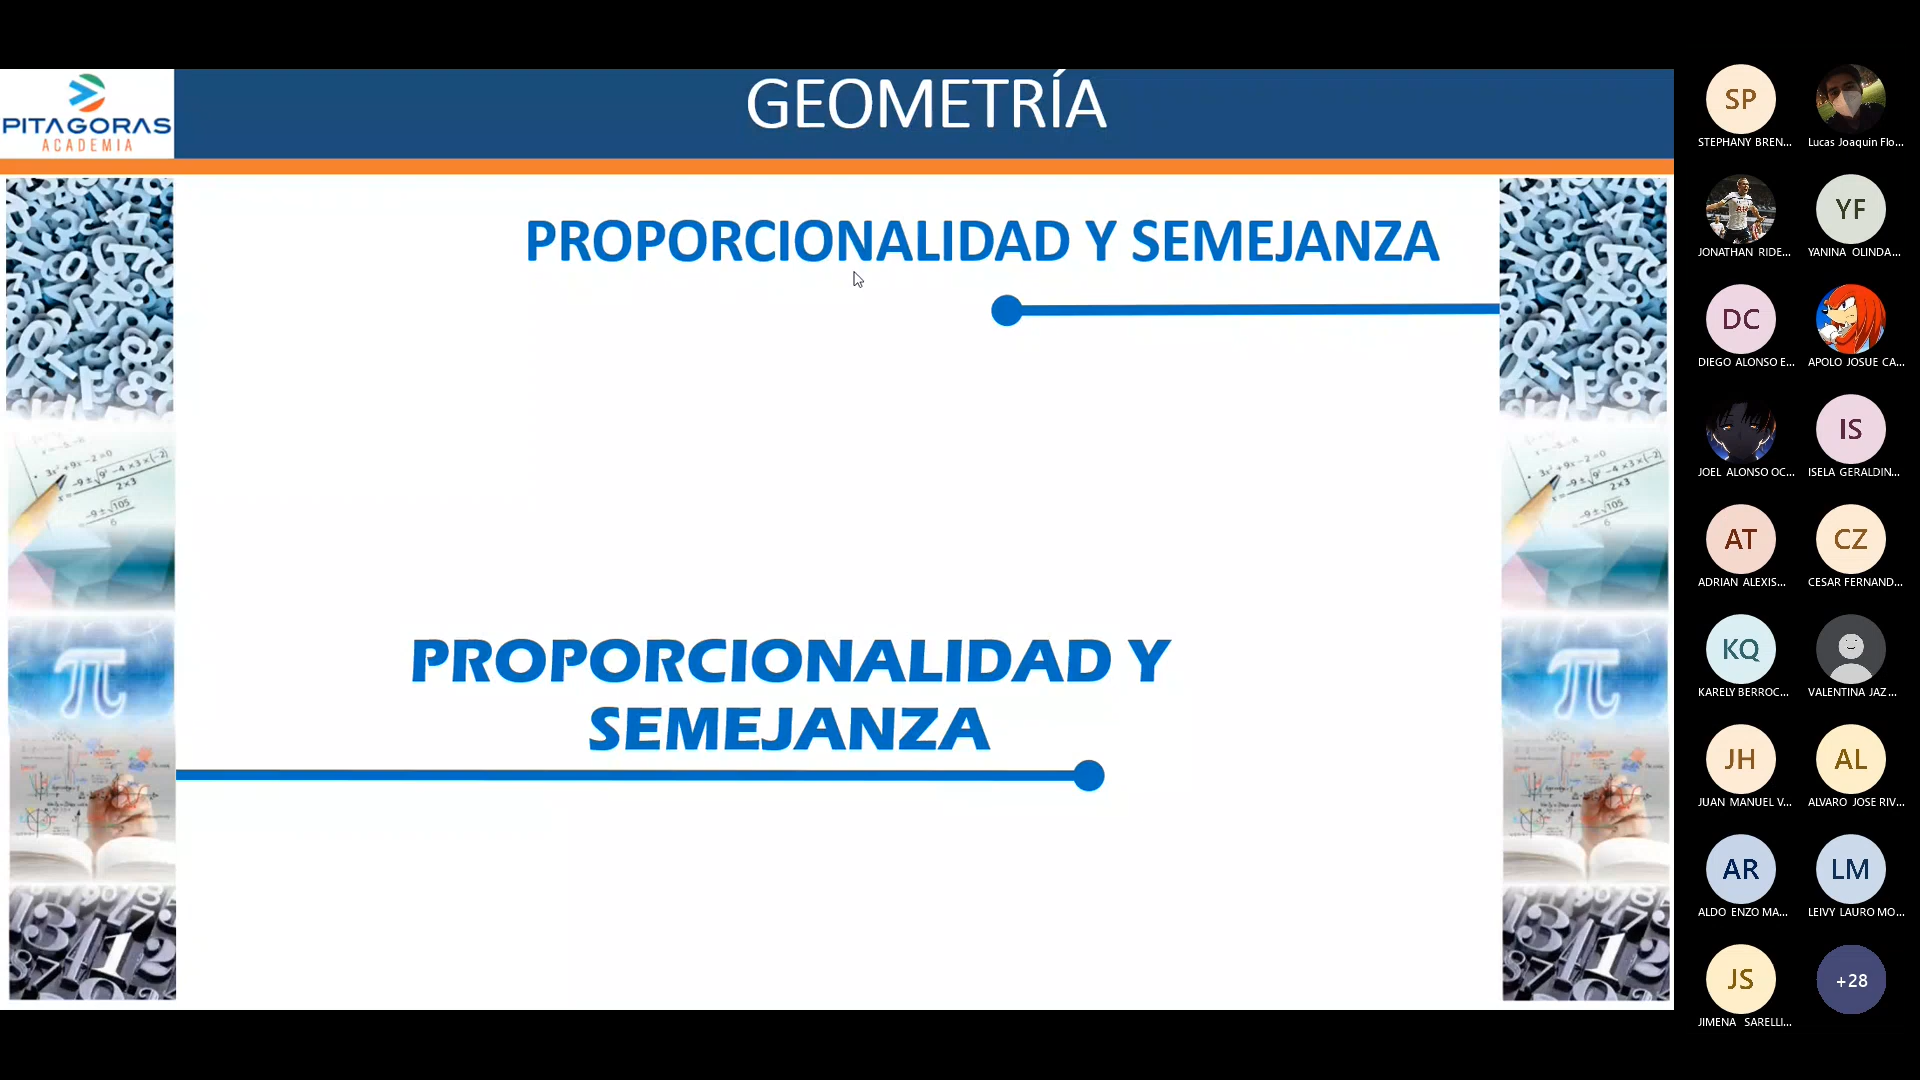 PITAGORAS
ACADEMIA
GEOMETRÍA
PROPORCIONALIDAD Y SEMEJANZA
PROPORCIONALIDAD Y
SEMEJANZA
SP
STEPHANY BREN...
Lucas Joaquin Flo...
JONATHAN RIDE...
YF
YANINA OLINDA...
DC
DIEGO ALONSO E...
APOLO JOSUE CA...
JOEL ALONSO OC...
IS
ISELA GERALDIN...
AT
ADRIAN ALEXIS...
CZ
CESAR FERNAND...
KQ
KARELY BERROC...
VALENTINA JAZ...
JH
JUAN MANUEL V...
AL
ALVARO JOSE RIV...
AR
ALDO ENZO MA...
LM
LEIVY LAURO MO...
JS
JIMENA SARELLI...
+28